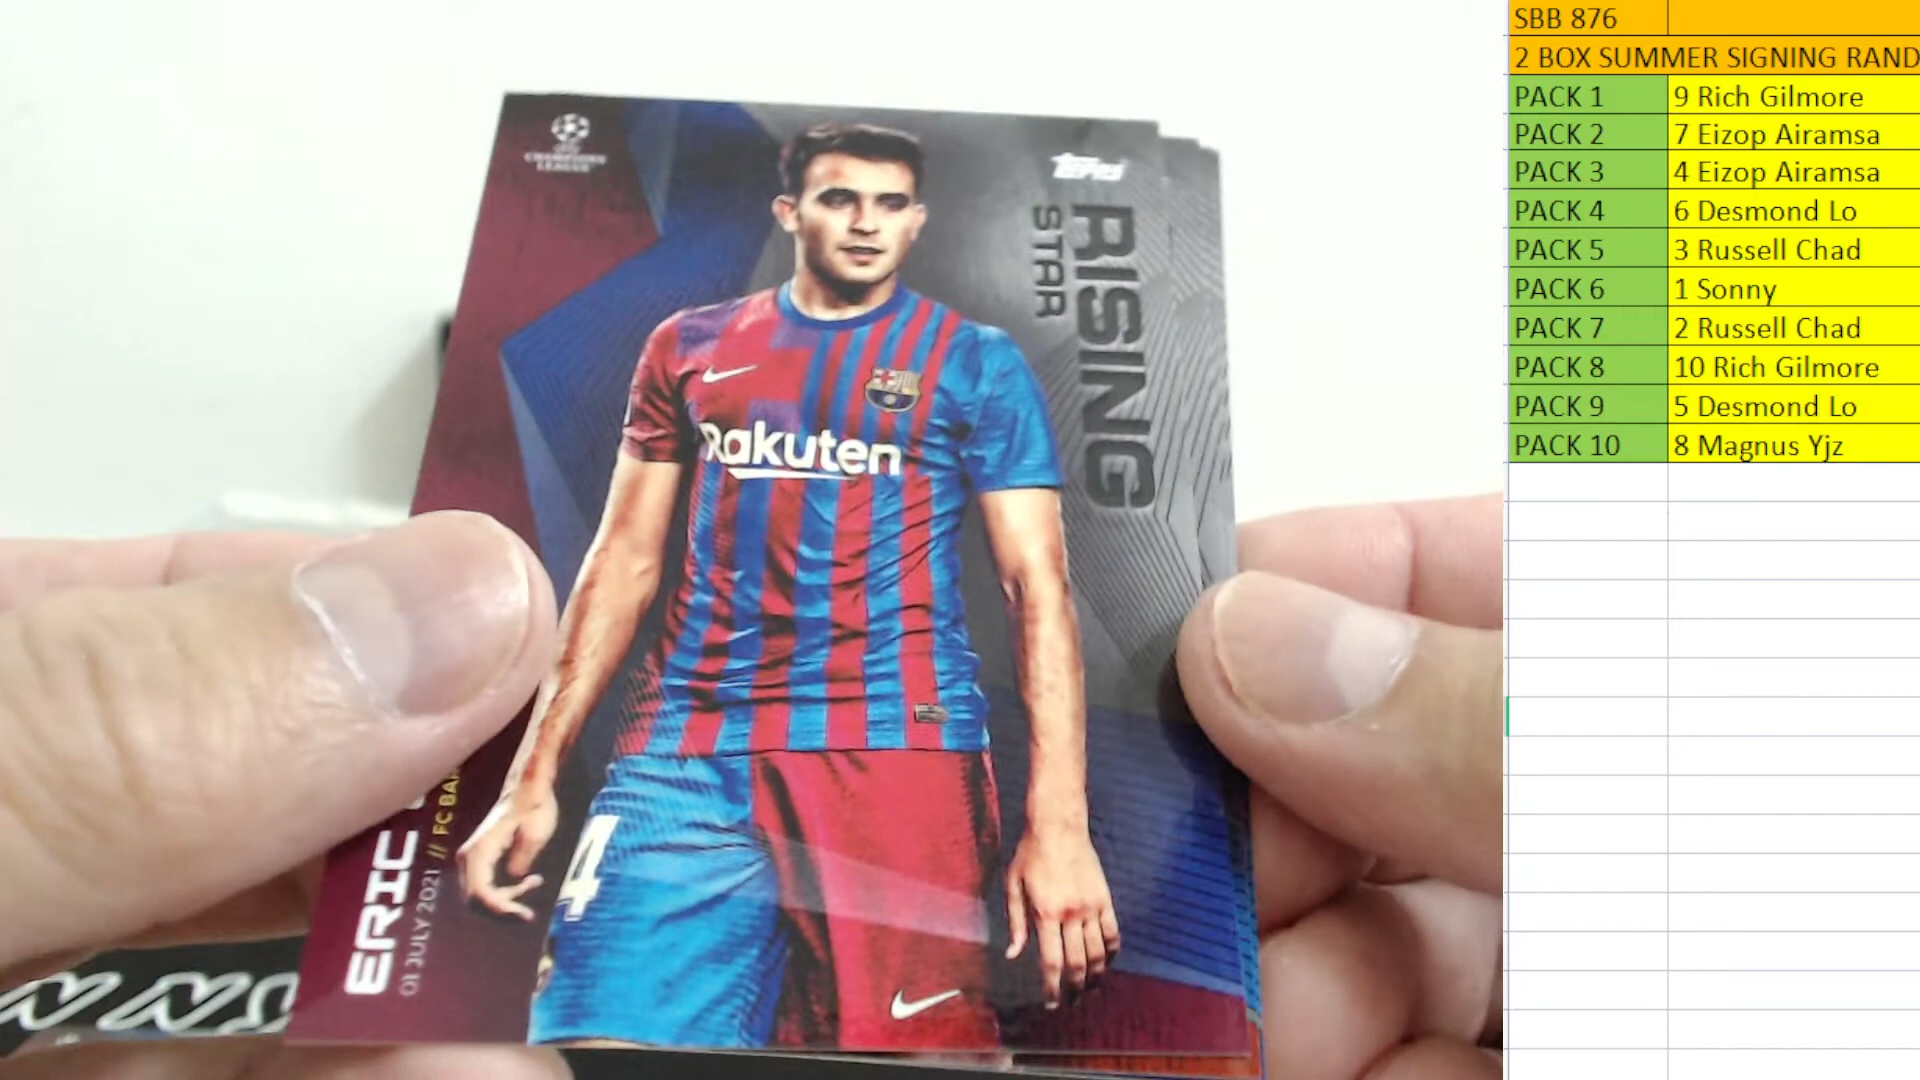 CHAMPIONS
LEAGUE
Topps
RISING
STAR
Rakuten
4
ERIC
01 JULY 2021 // FC BAR
SBB 876
2 BOX SUMMER SIGNING RAND
PACK 1 9 Rich Gilmore
PACK 2 7 Eizop Airamsa
PACK 3 4 Eizop Airamsa
PACK 4 6 Desmond Lo
PACK 5 3 Russell Chad
PACK 6 1 Sonny
PACK 7 2 Russell Chad
PACK 8 10 Rich Gilmore
PACK 9 5 Desmond Lo
PACK 10 8 Magnus Yjz